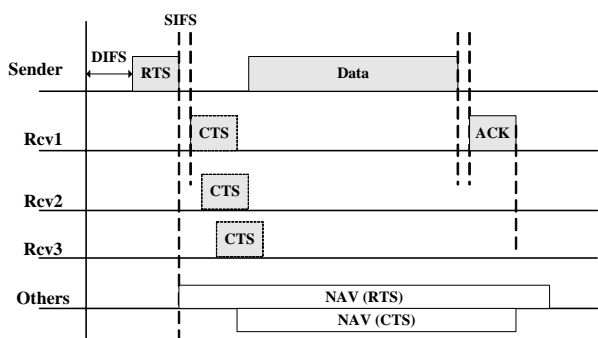 SIFS
DIFS
Sender
RTS
Data
Rcv1
CTS
ACK
Rcv2
CTS
Rcv3
CTS
Others
NAV (RTS)
NAV (CTS)